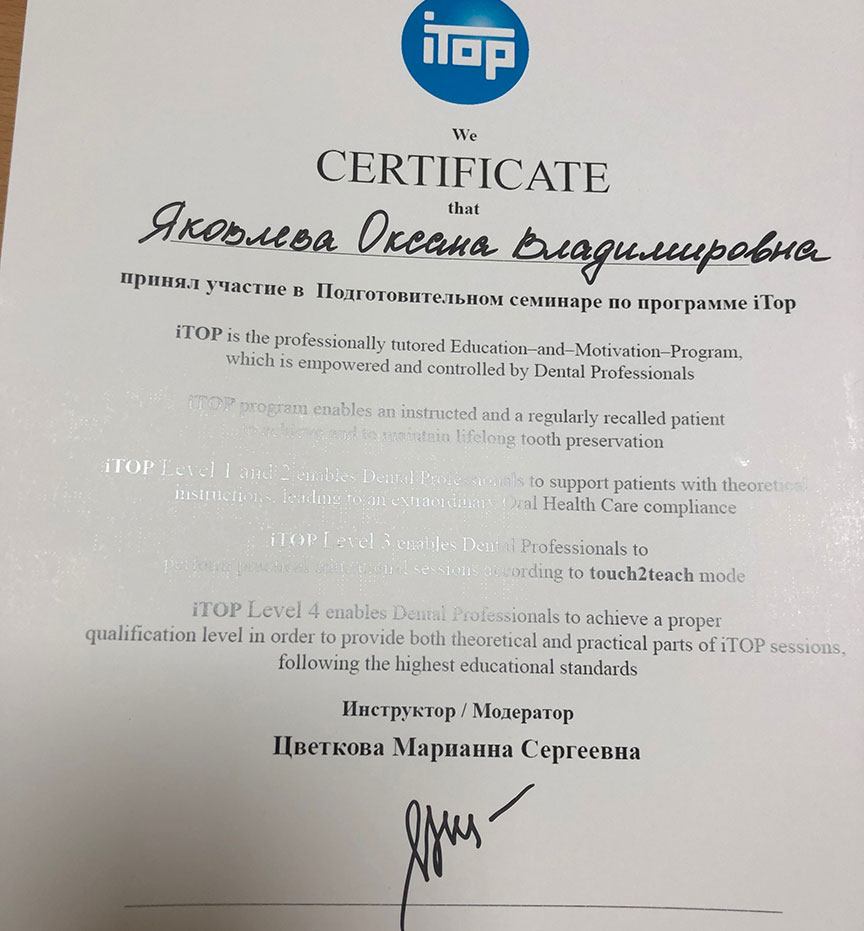 iTop
We
CERTIFICATE
that
Яковлева Оксана Владимировна
принял участие в Подготовительном семинаре по программе iTop
iTOP is the professionally tutored Education–and–Motivation–Program,
which is empowered and controlled by Dental Professionals
iTOP program enables an instructed and a regularly recalled patient
to achieve and to maintain lifelong tooth preservation
iTOP Level 1 and 2 enables Dental Professionals to support patients with theoretical
instructions, leading to an extraordinary Oral Health Care compliance
iTOP Level 3 enables Dental Professionals to
sessions according to touch2teach mode
iTOP Level 4 enables Dental Professionals to achieve a proper
qualification level in order to provide both theoretical and practical parts of iTOP sessions,
following the highest educational standards
Инструктор / Модератор
Цветкова Марианна Сергеевна